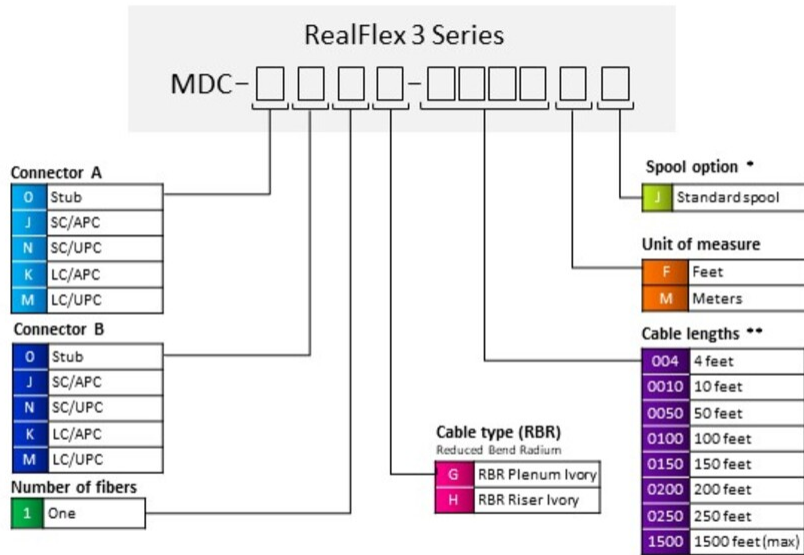 RealFlex 3 Series
MDC-□□□□-□□□□ □ □
Connector A
0 Stub
J SC/APC
N SC/UPC
K LC/APC
M LC/UPC
Connector B
0 Stub
J SC/APC
N SC/UPC
K LC/APC
M LC/UPC
Number of fibers
1 One
Cable type (RBR)
Reduced Bend Radium
G RBR Plenum Ivory
H RBR Riser Ivory
Spool option *
J Standard spool
Unit of measure
F Feet
M Meters
Cable lengths **
004 4 feet
0010 10 feet
0050 50 feet
0100 100 feet
0150 150 feet
0200 200 feet
0250 250 feet
1500 1500 feet (max)